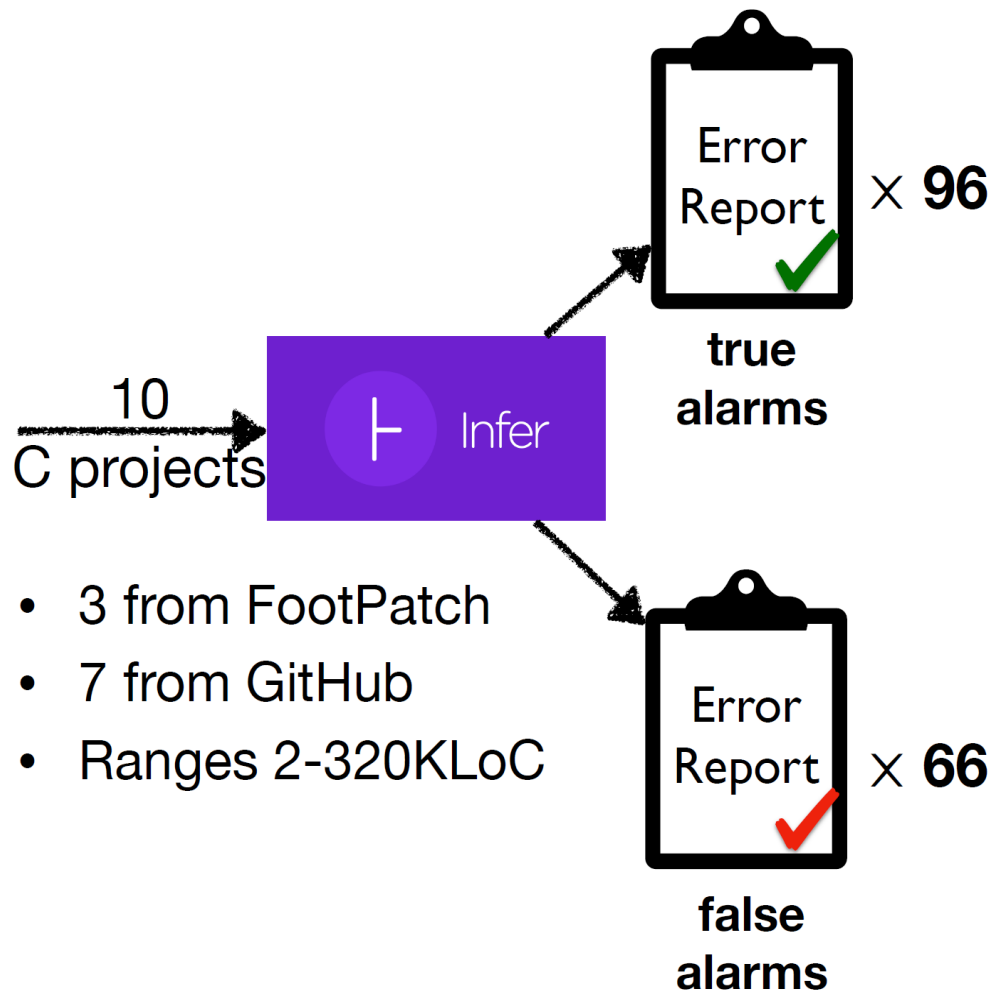 Error
Report
x 96
true
alarms
10
C projects
Infer
• 3 from FootPatch
• 7 from GitHub
• Ranges 2-320KLoC
Error
Report
x 66
false
alarms